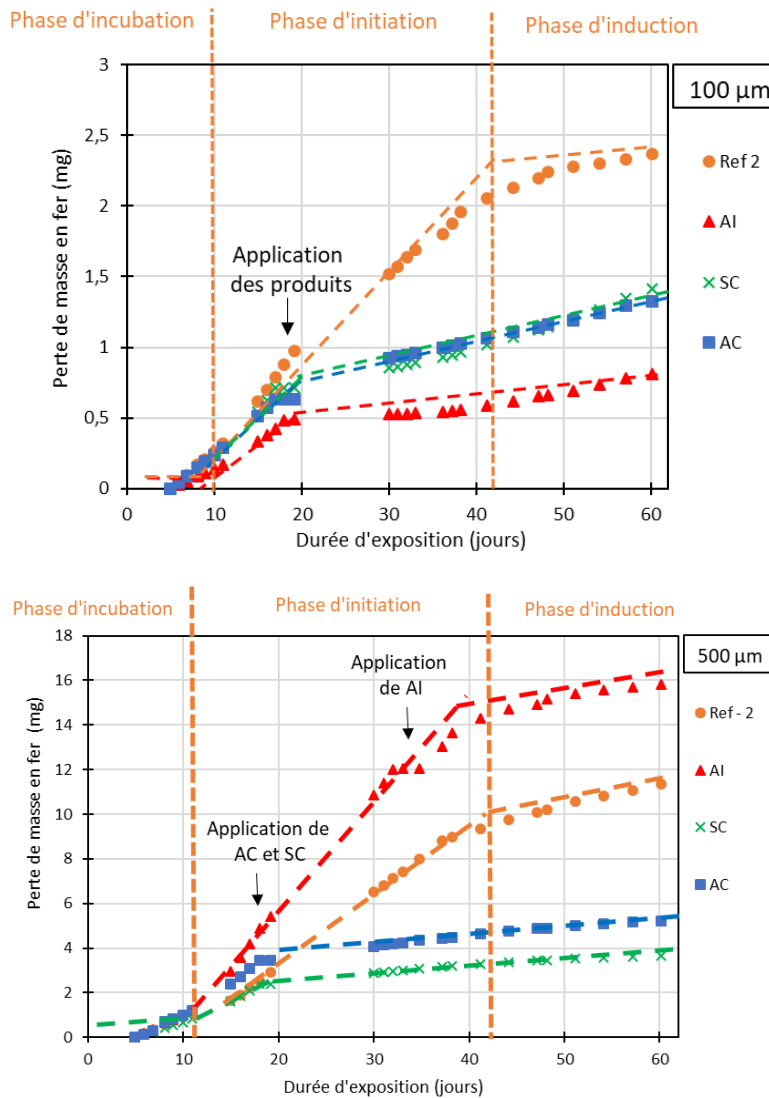 Phase d'incubation Phase d'initiation Phase d'induction
3
2,5
2
1,5
1
0,5
0
Perte de masse en fer (mg)
Application
des produits
0 10 20 30 40 50 60
Durée d'exposition (jours)
100 µm
Ref 2
AI
SC
AC
Phase d'incubation Phase d'initiation Phase d'induction
18
16
14
12
10
8
6
4
2
0
Perte de masse en fer (mg)
Application
de AI
Application de
AC et SC
0 10 20 30 40 50 60
Durée d'exposition (jours)
500 µm
Ref - 2
AI
SC
AC